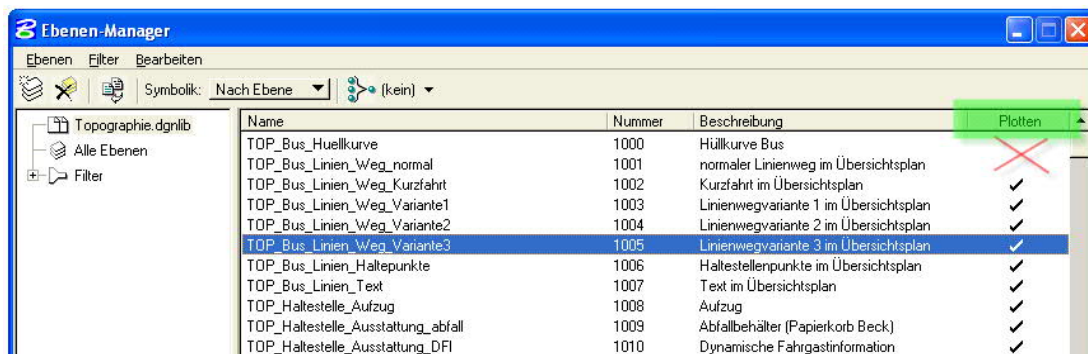 Ebenen-Manager
Ebenen Filter Bearbeiten
Symbolik: Nach Ebene (kein)
Topographie.dgnlib
Alle Ebenen
Filter
Name Nummer Beschreibung Plotten
TOP_Bus_Huellkurve 1000 Hüllkurve Bus
TOP_Bus_Linien_Weg_normal 1001 normaler Linienweg im Übersichtsplan
TOP_Bus_Linien_Weg_Kurzfahrt 1002 Kurzfahrt im Übersichtsplan
TOP_Bus_Linien_Weg_Variante1 1003 Linienwegvariante 1 im Übersichtsplan
TOP_Bus_Linien_Weg_Variante2 1004 Linienwegvariante 2 im Übersichtsplan
TOP_Bus_Linien_Weg_Variante3 1005 Linienwegvariante 3 im Übersichtsplan
TOP_Bus_Linien_Haltepunkte 1006 Haltestellenpunkte im Übersichtsplan
TOP_Bus_Linien_Text 1007 Text im Übersichtsplan
TOP_Haltestelle_Aufzug 1008 Aufzug
TOP_Haltestelle_Ausstattung_abfall 1009 Abfallbehälter (Papierkorb Beck)
TOP_Haltestelle_Ausstattung_DFI 1010 Dynamische Fahrgastinformation